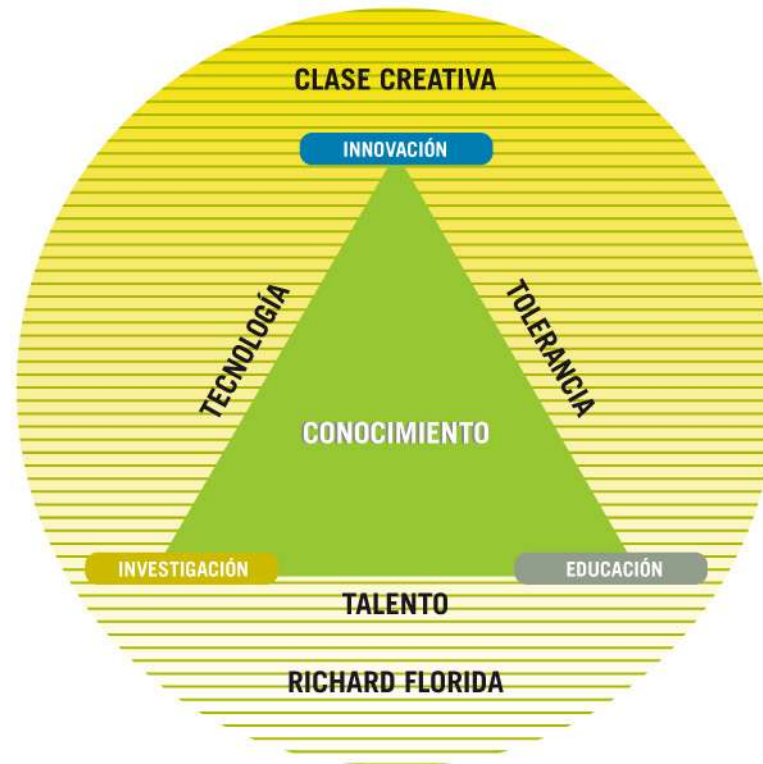 CLASE CREATIVA
INNOVACIÓN
TECNOLOGÍA
TOLERANCIA
CONOCIMIENTO
INVESTIGACIÓN
EDUCACIÓN
TALENTO
RICHARD FLORIDA